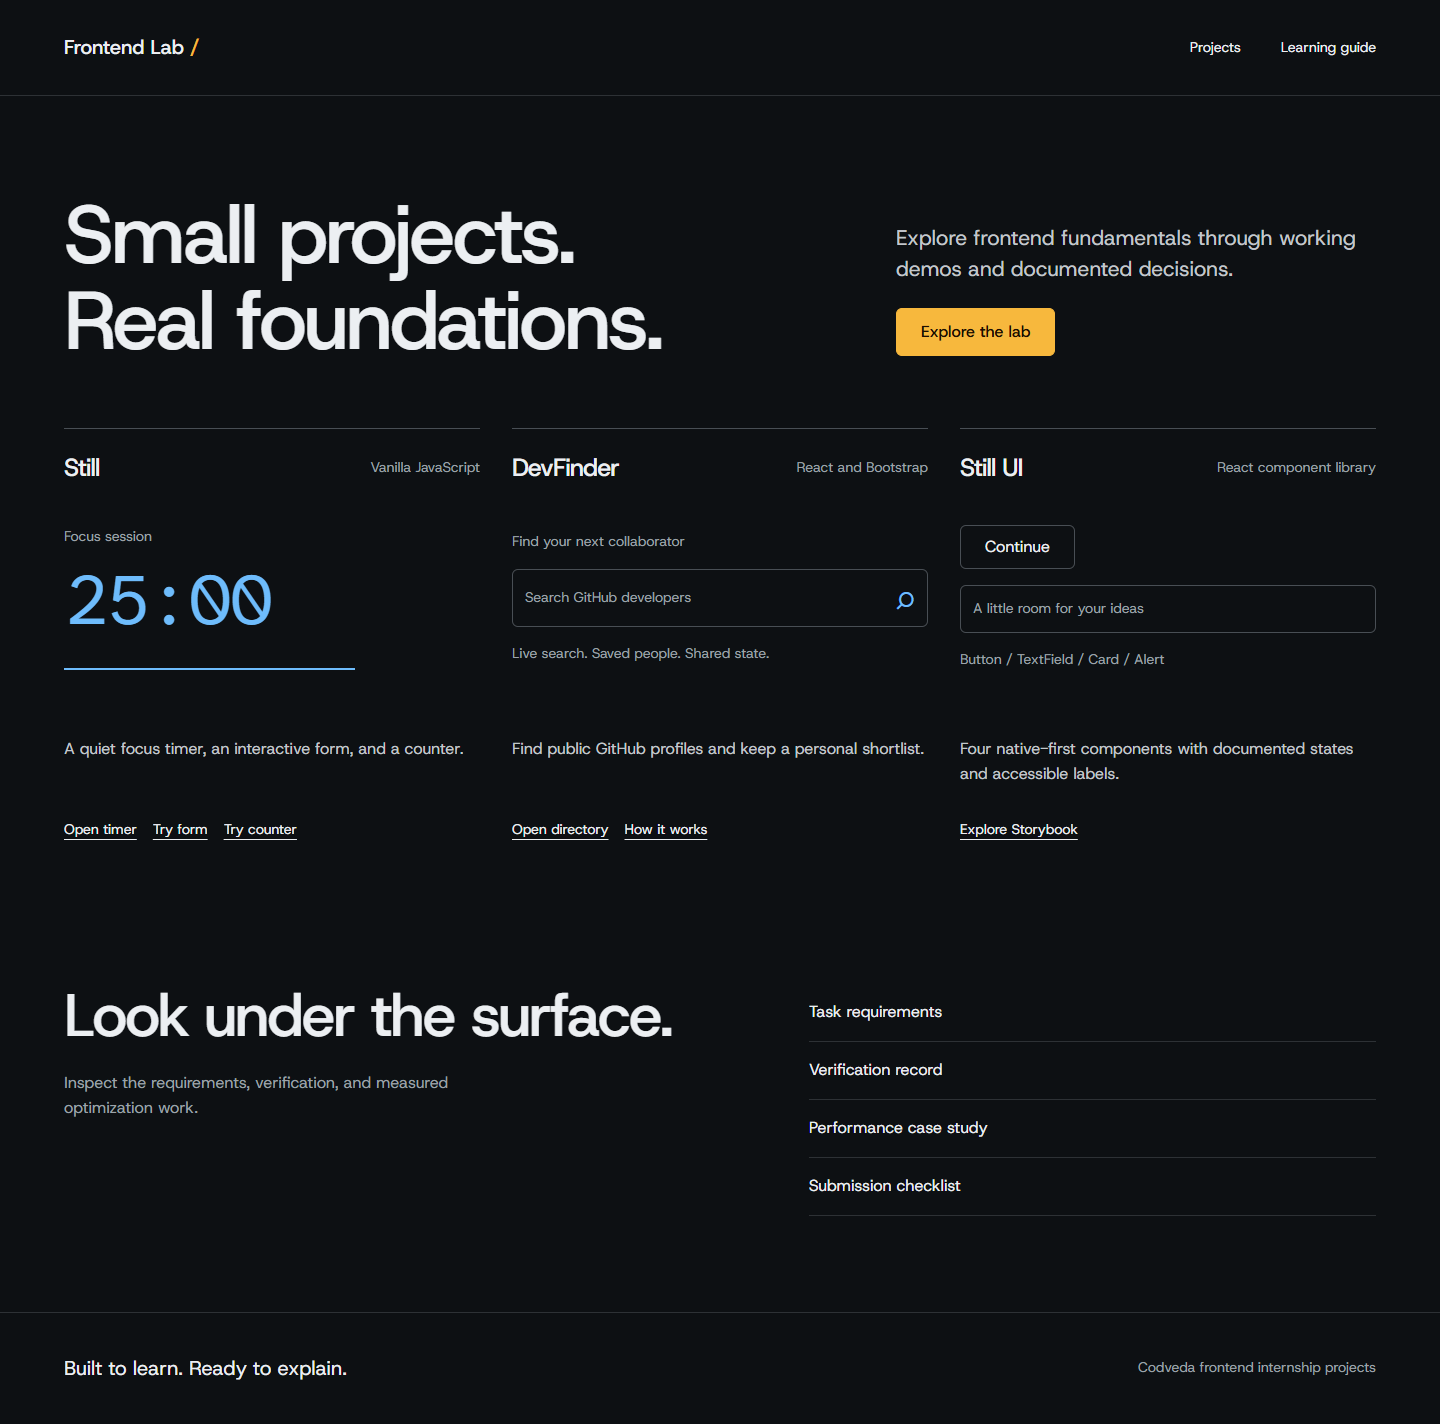 Frontend Lab /
Projects
Learning guide
Small projects.
Real foundations.
Explore frontend fundamentals through working
demos and documented decisions.
Explore the lab
Still
Vanilla JavaScript
Focus session
25:00
A quiet focus timer, an interactive form, and a counter.
Open timer
Try form
Try counter
DevFinder
React and Bootstrap
Find your next collaborator
Search GitHub developers
Live search. Saved people. Shared state.
Find public GitHub profiles and keep a personal shortlist.
Open directory
How it works
Still UI
React component library
Continue
A little room for your ideas
Button / TextField / Card / Alert
Four native-first components with documented states
and accessible labels.
Explore Storybook
Look under the surface.
Inspect the requirements, verification, and measured
optimization work.
Task requirements
Verification record
Performance case study
Submission checklist
Built to learn. Ready to explain.
Codveda frontend internship projects